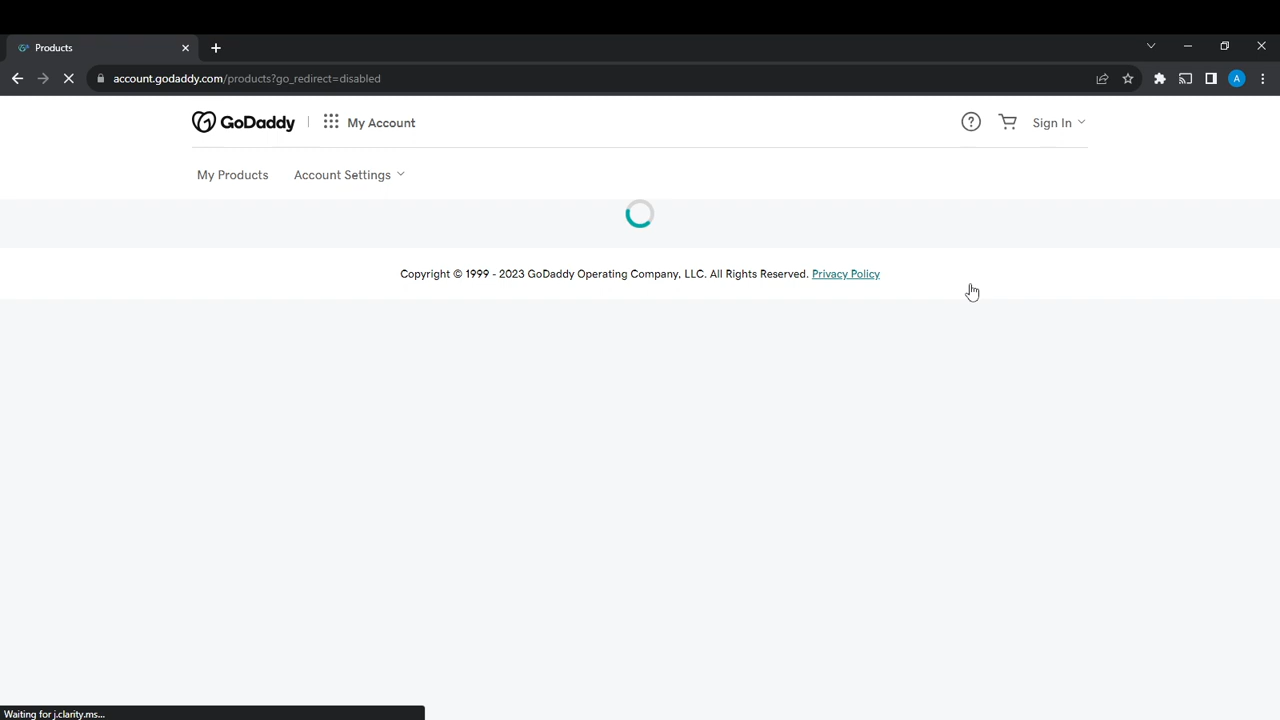 Products
account.godaddy.com/products?go_redirect=disabled
A
GoDaddy
My Account
Sign In
My Products
Account Settings
Copyright © 1999 - 2023 GoDaddy Operating Company, LLC. All Rights Reserved. Privacy Policy
Waiting for j.clarity.ms...